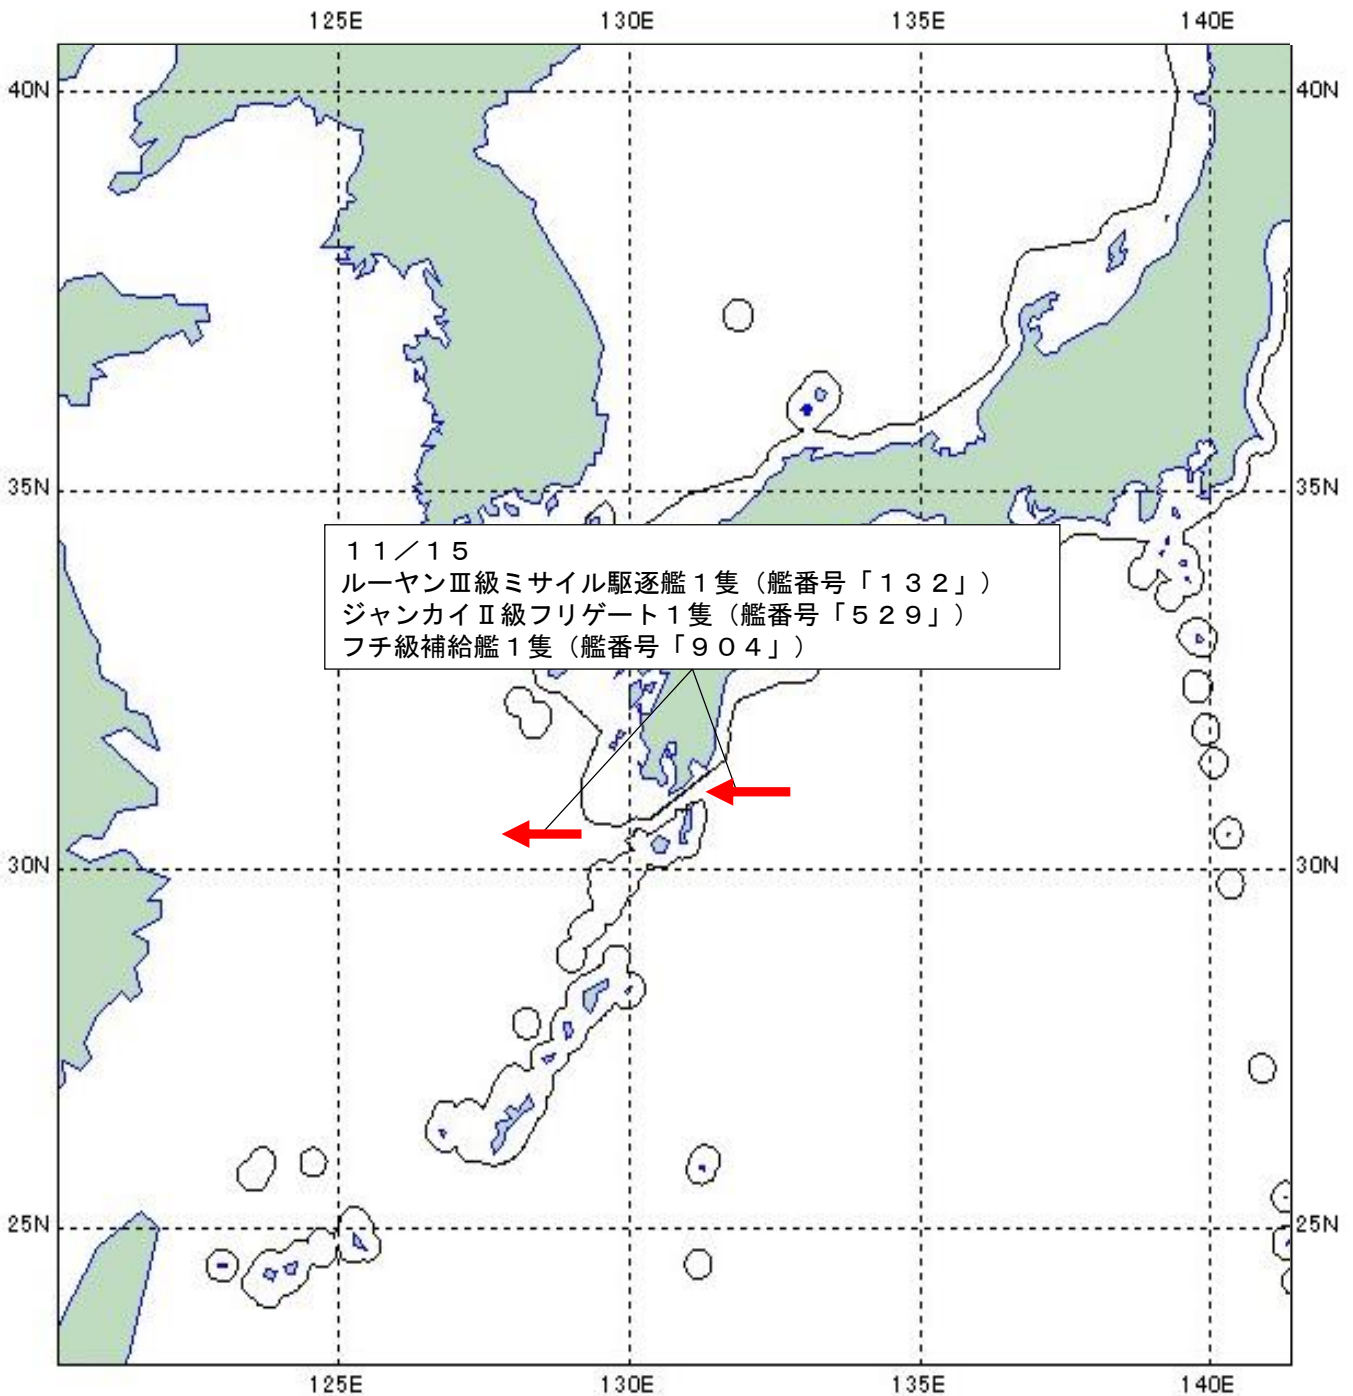 125E 130E 135E 140E
40N 40N
35N 35N
11/15
ルーヤンⅢ級ミサイル駆逐艦1隻(艦番号「132」)
ジャンカイⅡ級フリゲート1隻(艦番号「529」)
フチ級補給艦1隻(艦番号「904」)
30N 30N
25N 25N
125E 130E 135E 140E